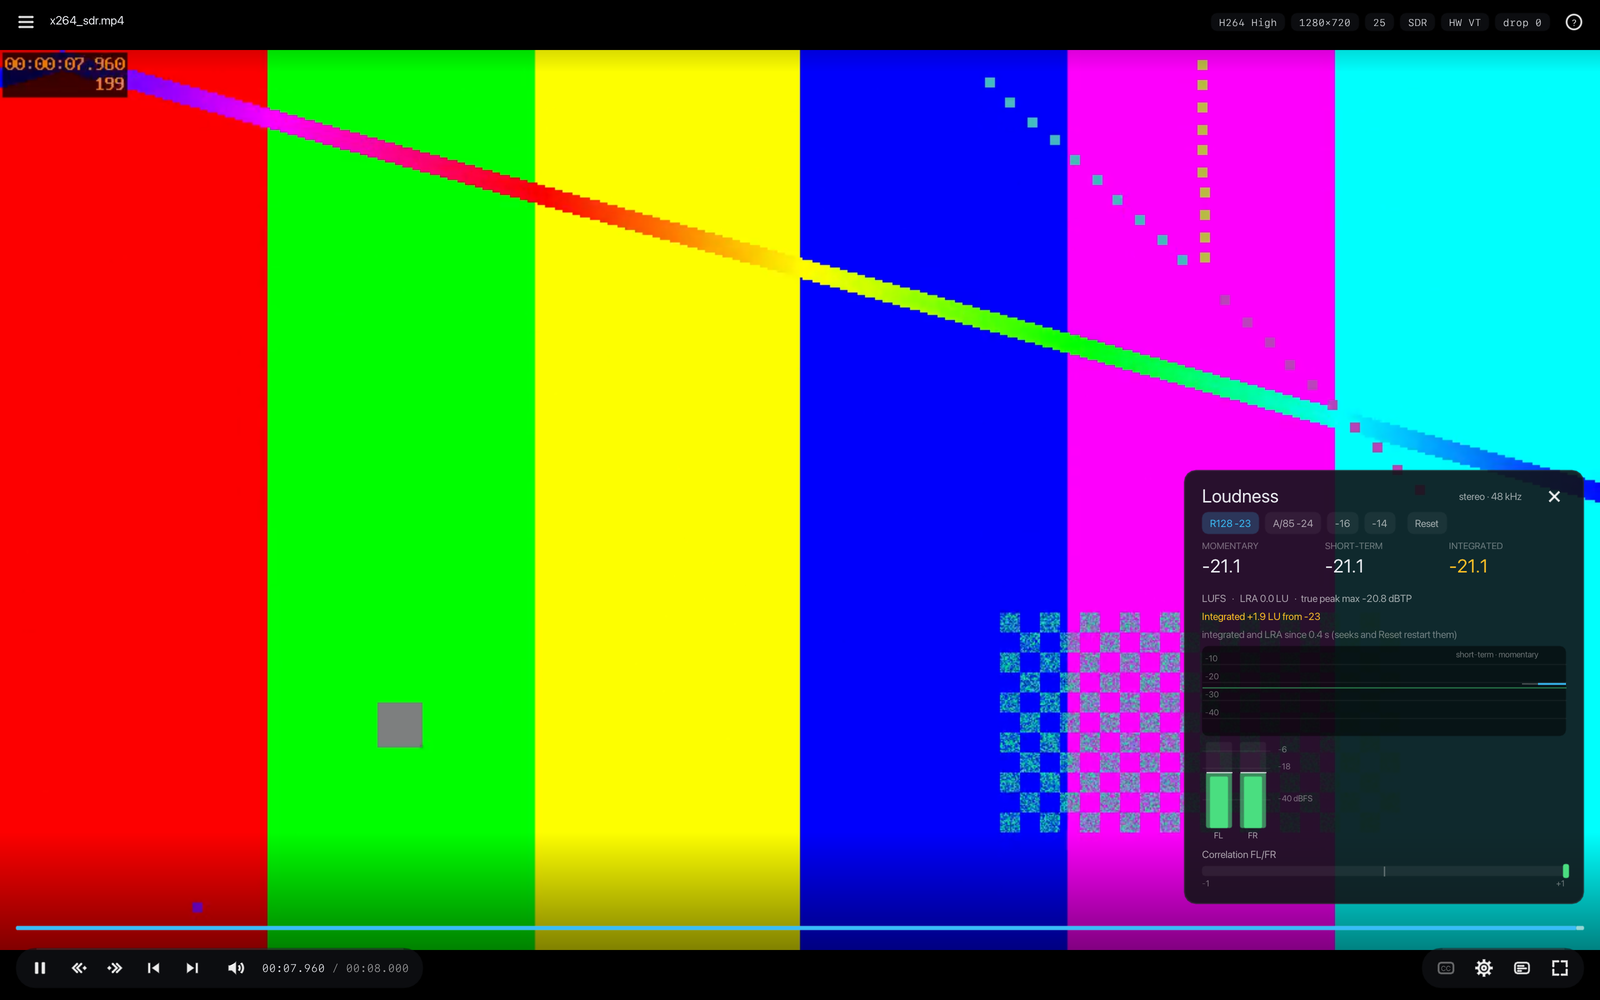 x264_sdr.mp4
H264 High 1280×720 25 SDR HW VT drop 0 ?
00:00:07.960
199
Loudness stereo · 48 kHz
R128 -23 A/85 -24 -16 -14 Reset
MOMENTARY SHORT-TERM INTEGRATED
-21.1 -21.1 -21.1
LUFS · LRA 0.0 LU · true peak max -20.8 dBTP
Integrated +1.9 LU from -23
integrated and LRA since 0.4 s (seeks and Reset restart them)
short-term · momentary
-10
-20
-30
-40
-6
-18
-40 dBFS
FL FR
Correlation FL/FR
-1 +1
00:07.960 / 00:08.000
CC